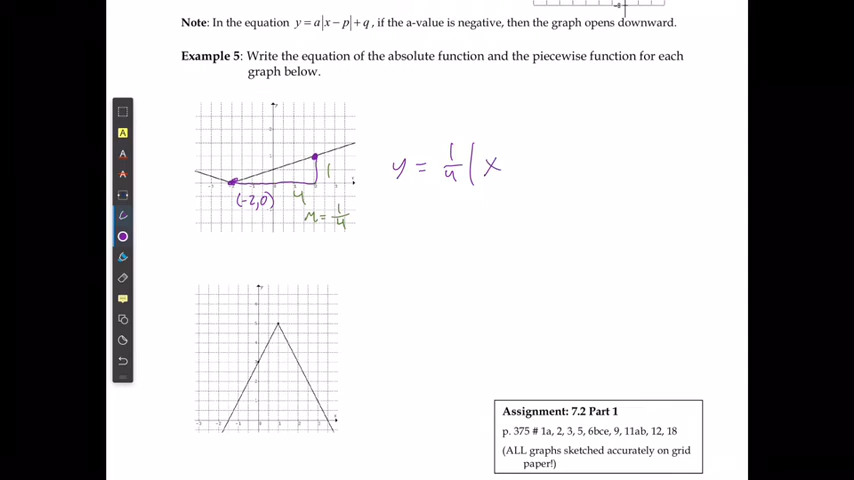 Note: In the equation y = a|x − p| + q, if the a-value is negative, then the graph opens downward.
Example 5: Write the equation of the absolute function and the piecewise function for each
graph below.
y = 1/4 | x
(-2,0)
4
1
m = 1/4
Assignment: 7.2 Part 1
p. 375 # 1a, 2, 3, 5, 6bce, 9, 11ab, 12, 18
(ALL graphs sketched accurately on grid
paper!)